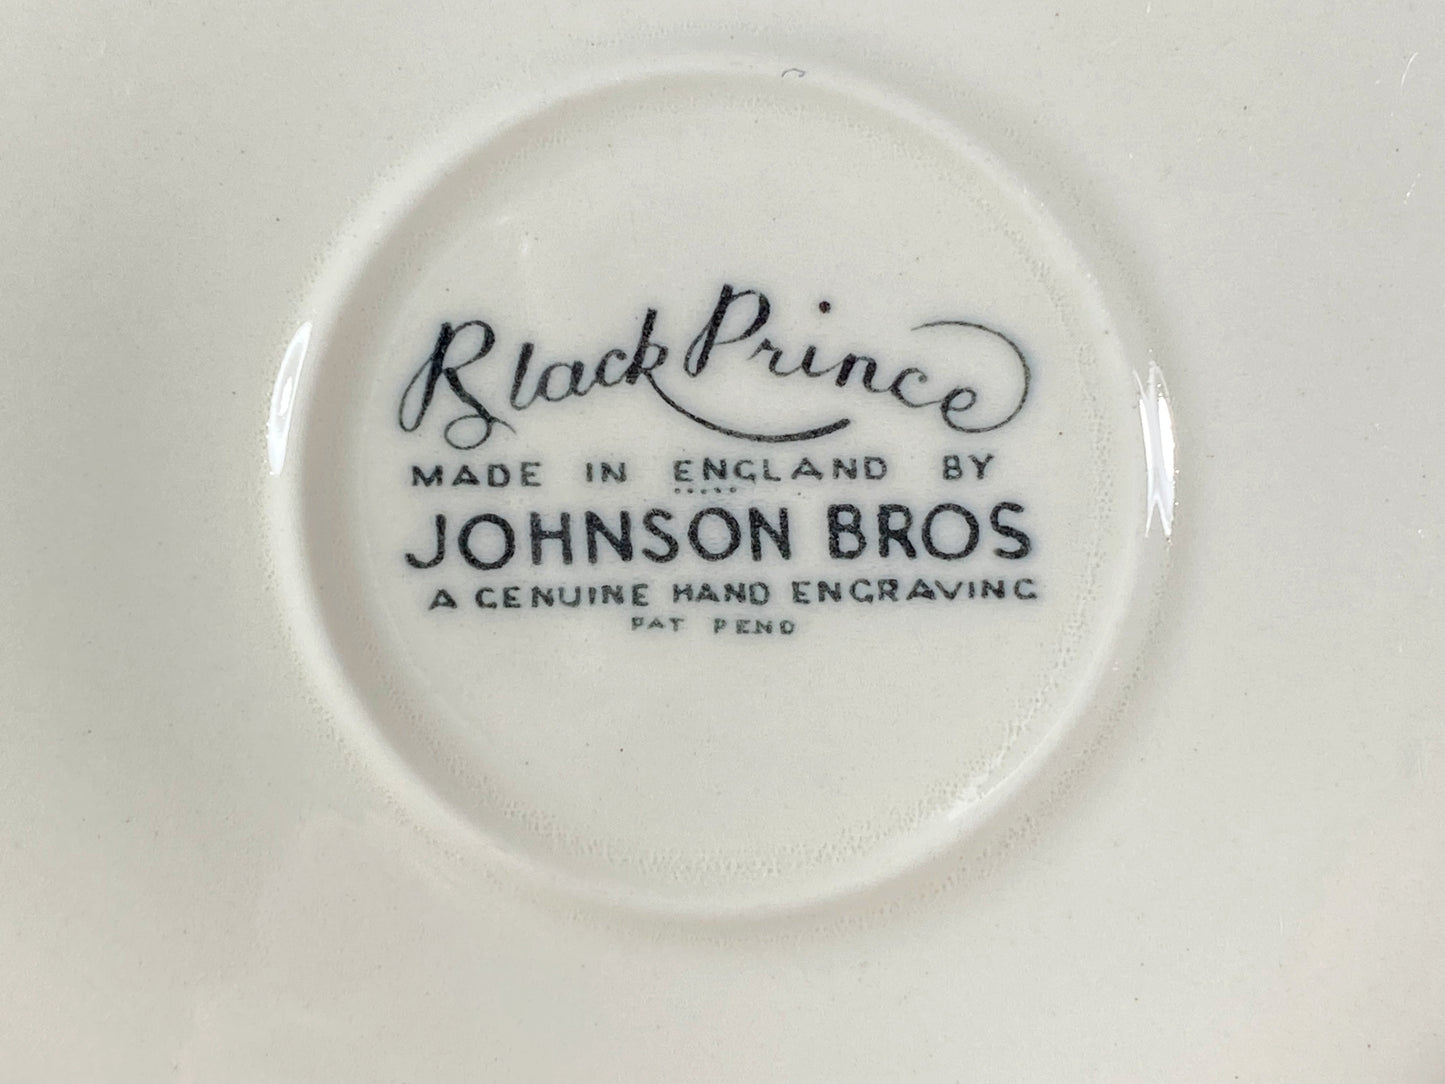 Black Prince
MADE IN ENGLAND BY
JOHNSON BROS
A GENUINE HAND ENGRAVING
PAT PEND